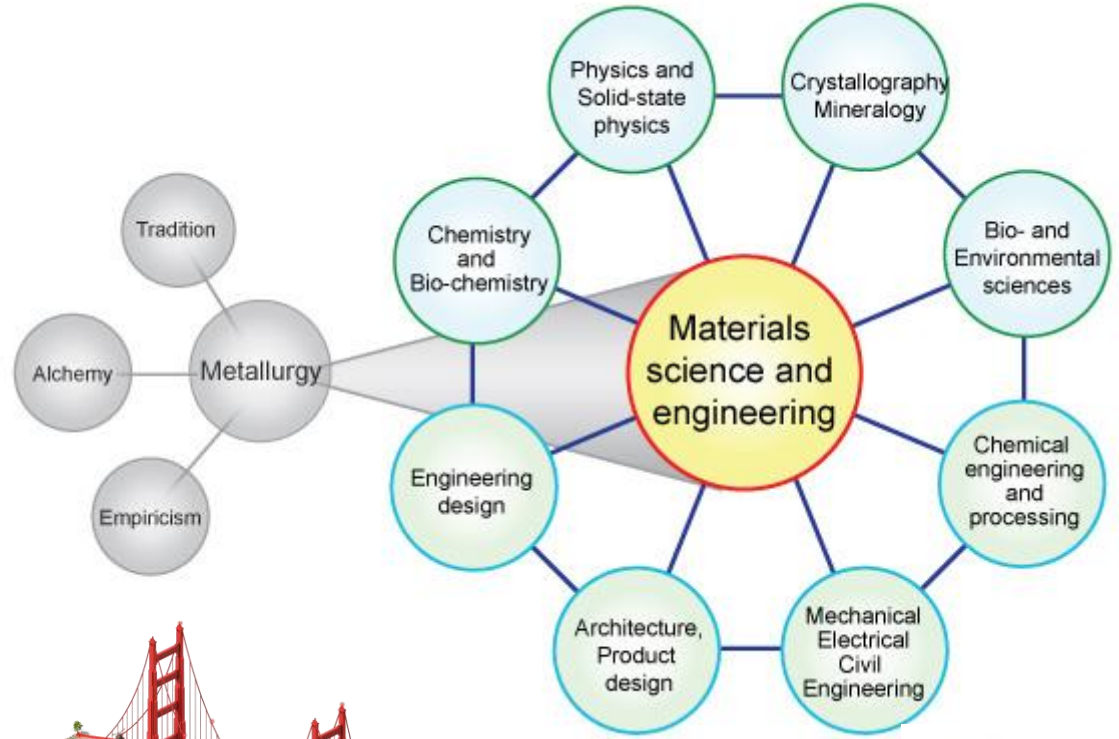 Physics and
Solid-state
physics
Crystallography
Mineralogy
Tradition
Chemistry
and
Bio-chemistry
Bio- and
Environmental
sciences
Alchemy
Metallurgy
Materials
science and
engineering
Empiricism
Engineering
design
Chemical
engineering
and
processing
Architecture,
Product
design
Mechanical
Electrical
Civil
Engineering